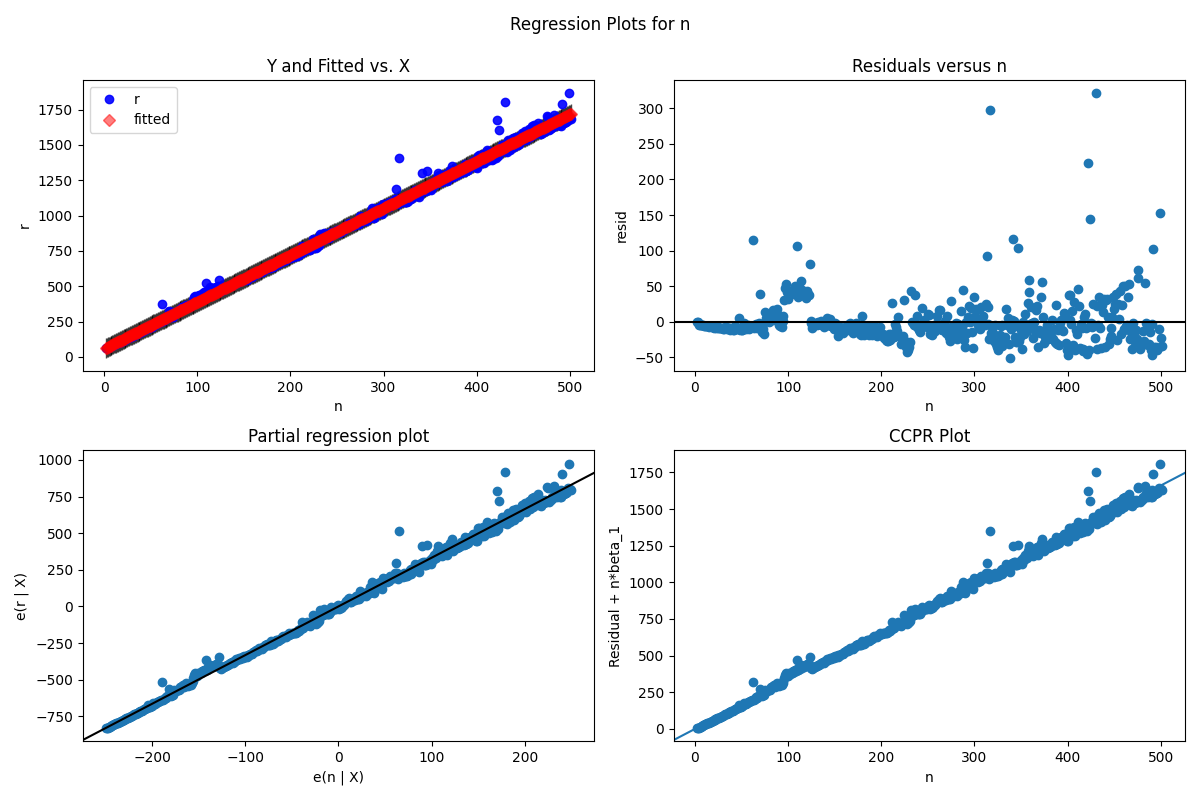 Regression Plots for n
Y and Fitted vs. X
r
fitted
1750
1500
1250
1000
750
500
250
0
r
0 100 200 300 400 500
n
Residuals versus n
300
250
200
150
100
50
0
−50
resid
0 100 200 300 400 500
n
Partial regression plot
1000
750
500
250
0
−250
−500
−750
e(r | X)
−200 −100 0 100 200
e(n | X)
CCPR Plot
1750
1500
1250
1000
750
500
250
0
Residual + n*beta_1
0 100 200 300 400 500
n